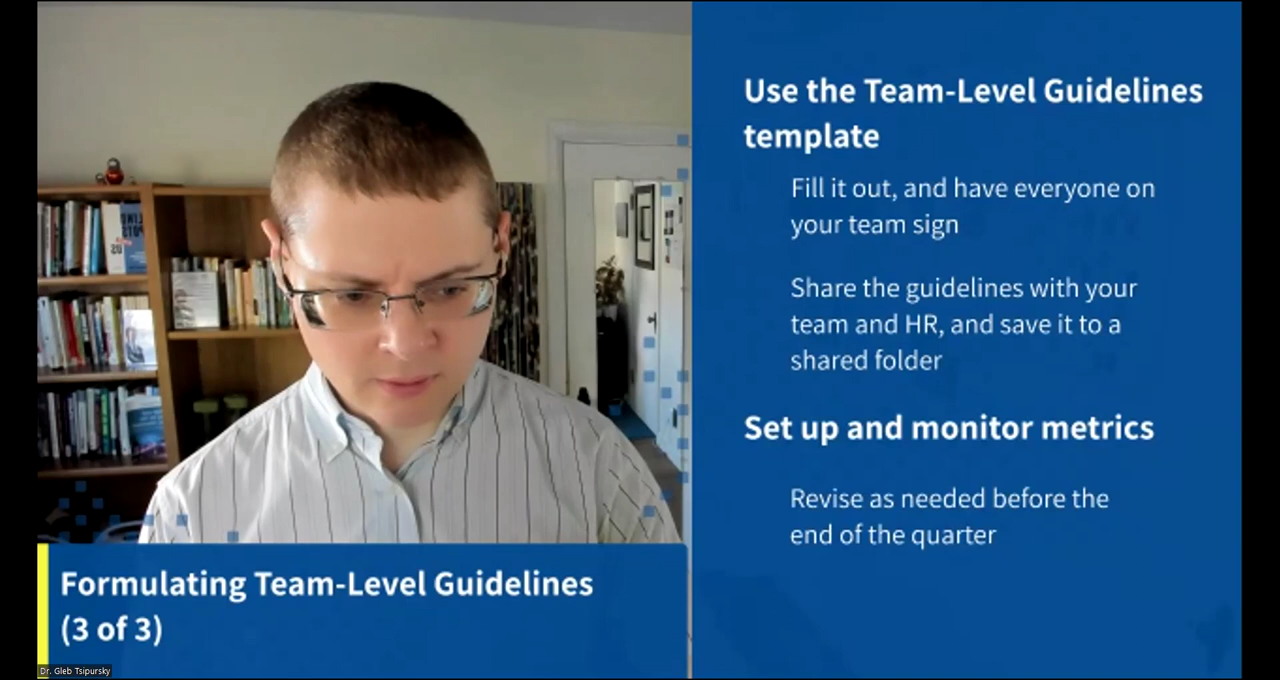 Use the Team-Level Guidelines
template
Fill it out, and have everyone on
your team sign
Share the guidelines with your
team and HR, and save it to a
shared folder
Set up and monitor metrics
Revise as needed before the
end of the quarter
Formulating Team-Level Guidelines
(3 of 3)
Dr. Gleb Tsipursky